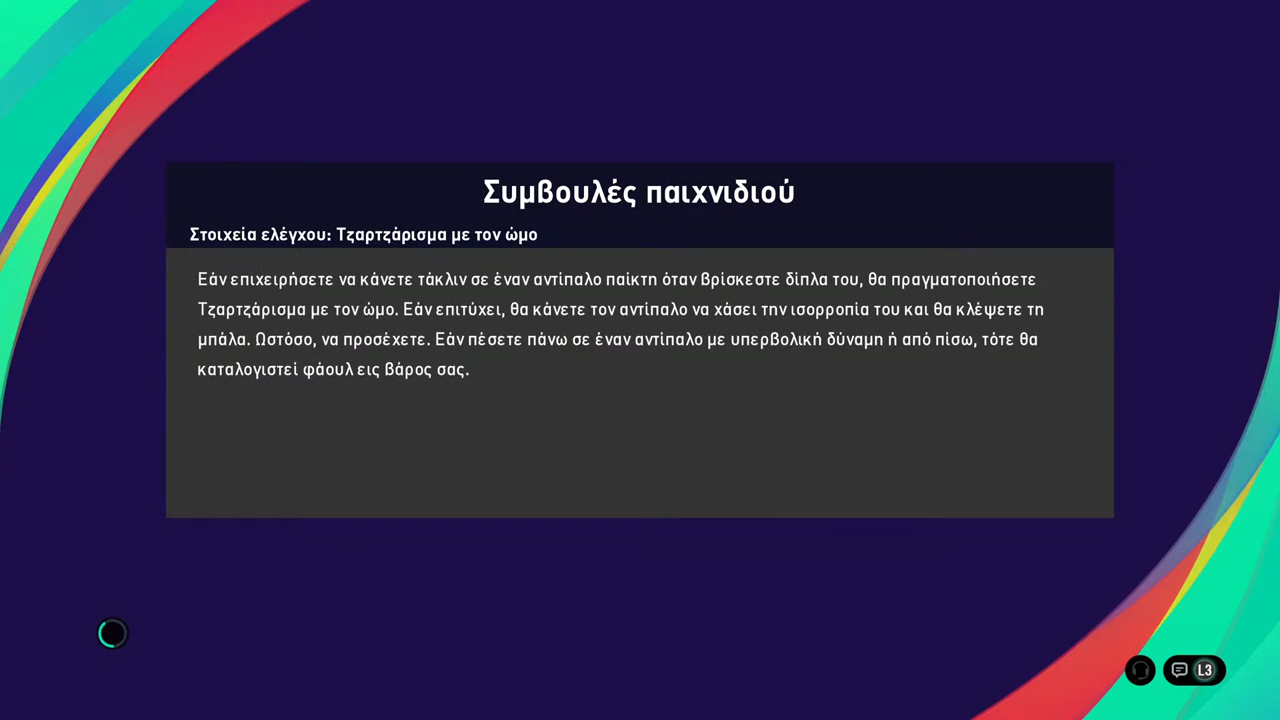 Συμβουλές παιχνιδιού
Στοιχεία ελέγχου: Τζαρτζάρισμα με τον ώμο
Εάν επιχειρήσετε να κάνετε τάκλιν σε έναν αντίπαλο παίκτη όταν βρίσκεστε δίπλα του, θα πραγματοποιήσετε
Τζαρτζάρισμα με τον ώμο. Εάν επιτύχει, θα κάνετε τον αντίπαλο να χάσει την ισορροπία του και θα κλέψετε τη
μπάλα. Ωστόσο, να προσέχετε. Εάν πέσετε πάνω σε έναν αντίπαλο με υπερβολική δύναμη ή από πίσω, τότε θα
καταλογιστεί φάουλ εις βάρος σας.
L3